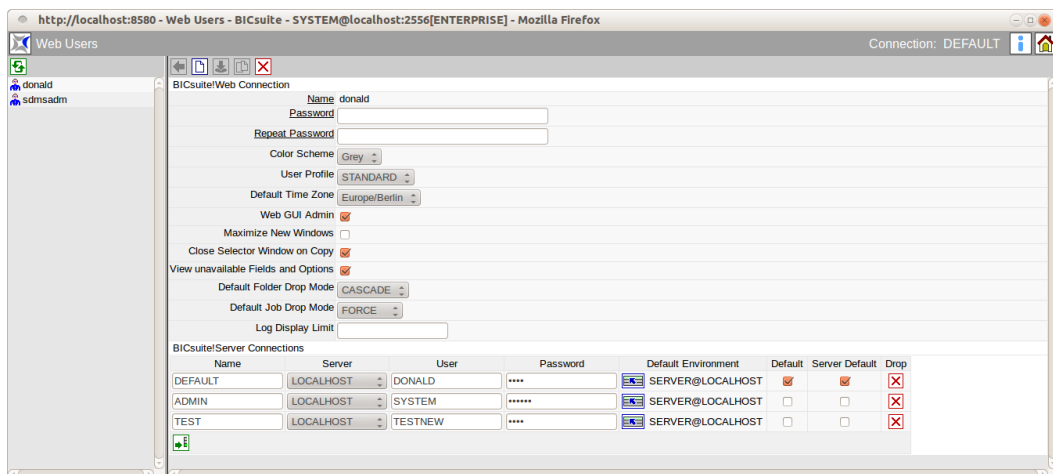 http://localhost:8580 - Web Users - BICsuite - SYSTEM@localhost:2556[ENTERPRISE] - Mozilla Firefox
Web Users Connection: DEFAULT
donald
sdmsadm
BICsuite!Web Connection
Name donald
Password
Repeat Password
Color Scheme Grey
User Profile STANDARD
Default Time Zone Europe/Berlin
Web GUI Admin
Maximize New Windows
Close Selector Window on Copy
View unavailable Fields and Options
Default Folder Drop Mode CASCADE
Default Job Drop Mode FORCE
Log Display Limit
BICsuite!Server Connections
Name Server User Password Default Environment Default Server Default Drop
DEFAULT LOCALHOST DONALD •••• SERVER@LOCALHOST
ADMIN LOCALHOST SYSTEM •••••• SERVER@LOCALHOST
TEST LOCALHOST TESTNEW •••• SERVER@LOCALHOST